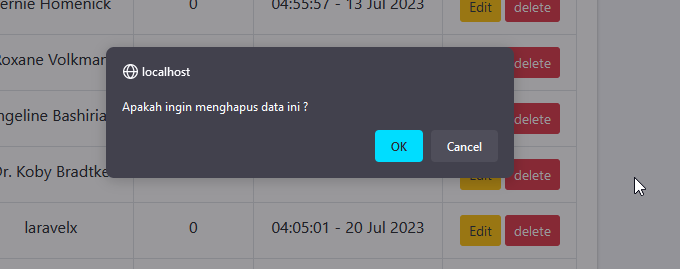 ernie Homenick 0 04:55:57 - 13 Jul 2023 Edit delete
Roxane Volkmar delete
localhost
Apakah ingin menghapus data ini ?
ngeline Bashiria delete
OK Cancel
Dr. Koby Bradtke Edit delete
laravelx 0 04:05:01 - 20 Jul 2023 Edit delete